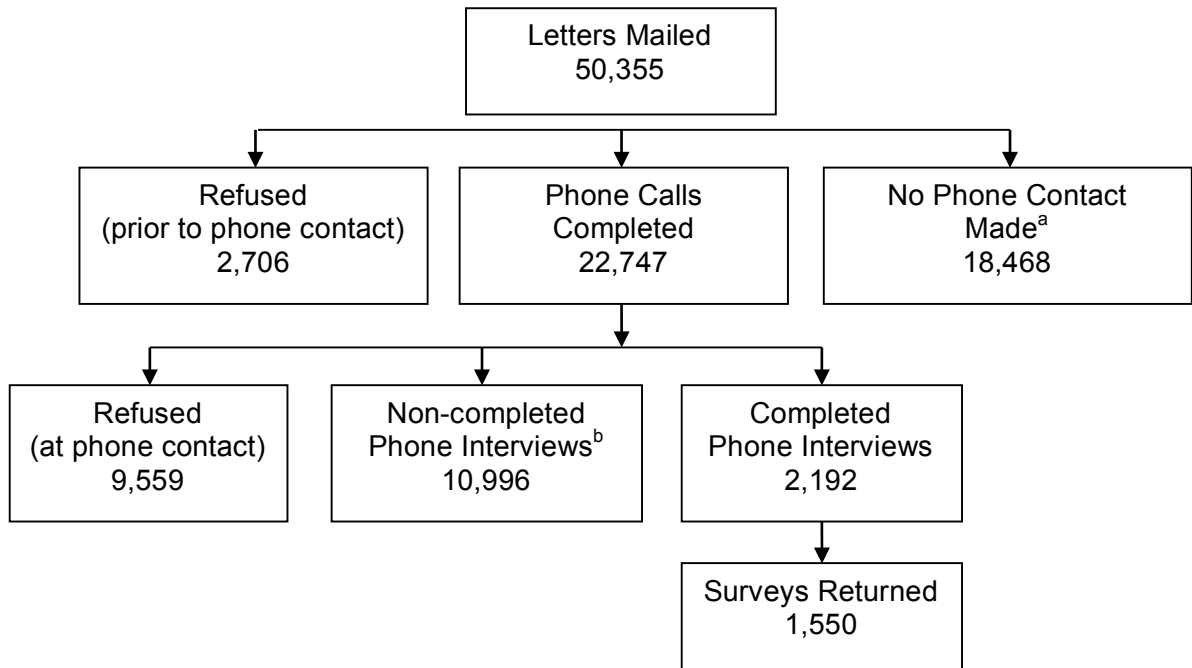 Letters Mailed
50,355
Refused
(prior to phone contact)
2,706
Phone Calls
Completed
22,747
No Phone Contact
Madeᵃ
18,468
Refused
(at phone contact)
9,559
Non-completed
Phone Interviewsᵇ
10,996
Completed
Phone Interviews
2,192
Surveys Returned
1,550